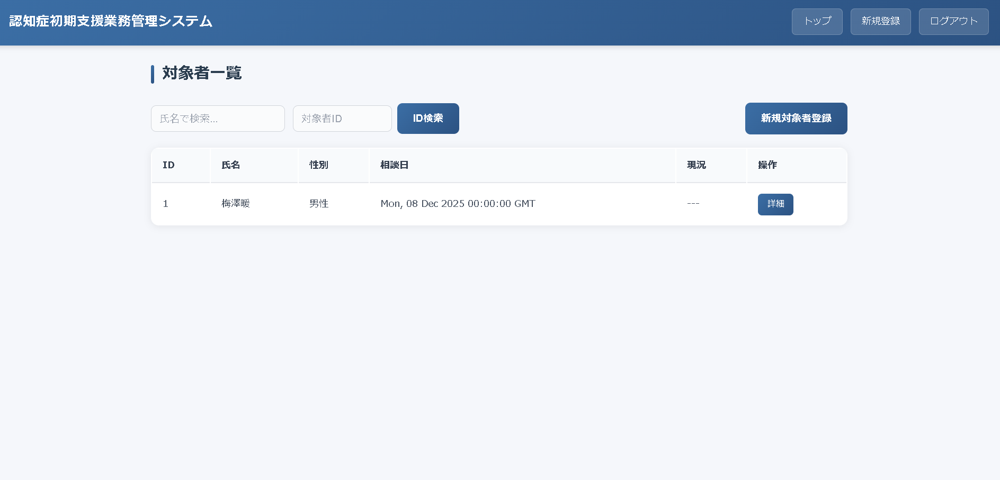 認知症初期支援業務管理システム
トップ
新規登録
ログアウト
対象者一覧
氏名で検索...
対象者ID
ID検索
新規対象者登録
ID 氏名 性別 相談日 現況 操作
1 梅澤暖 男性 Mon, 08 Dec 2025 00:00:00 GMT --- 詳細